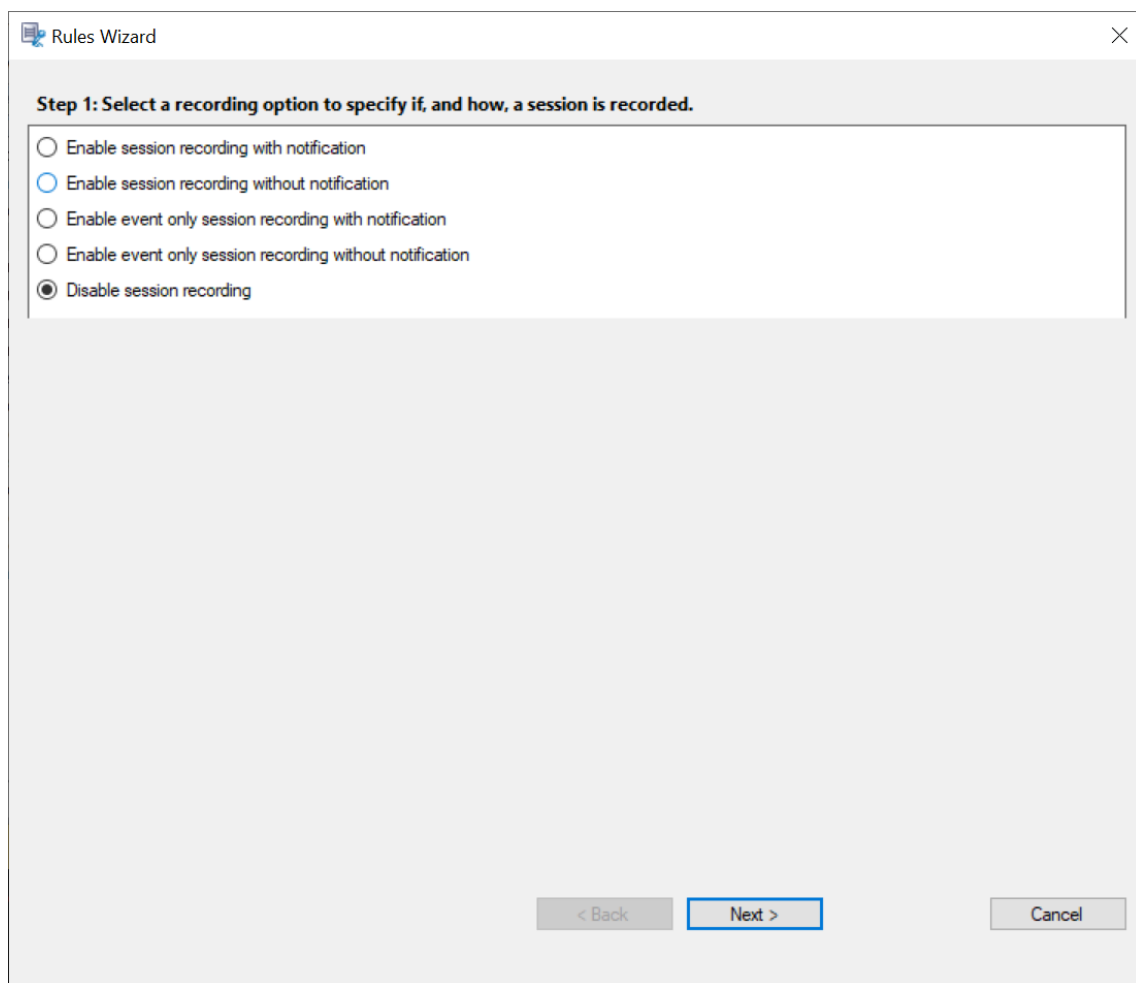 Rules Wizard
Step 1: Select a recording option to specify if, and how, a session is recorded.
Enable session recording with notification
Enable session recording without notification
Enable event only session recording with notification
Enable event only session recording without notification
Disable session recording
< Back
Next >
Cancel